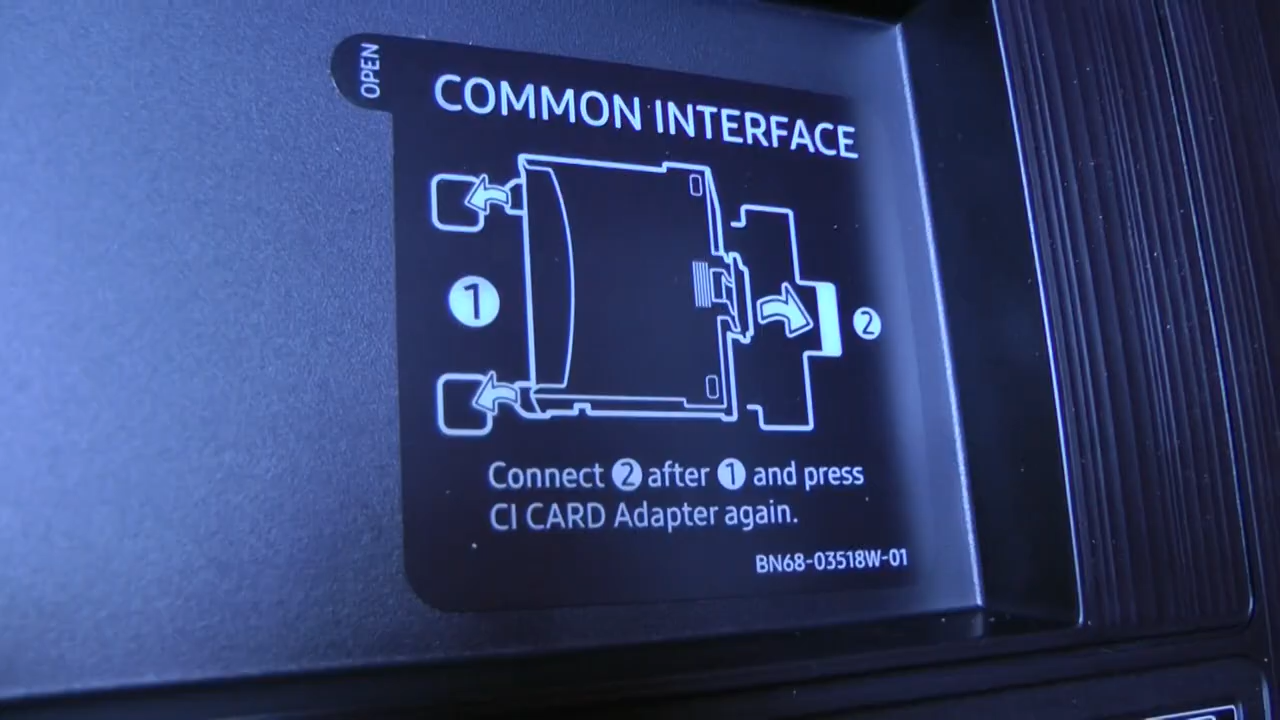 OPEN
COMMON INTERFACE
1
2
Connect 2 after 1 and press
CI CARD Adapter again.
BN68-03518W-01